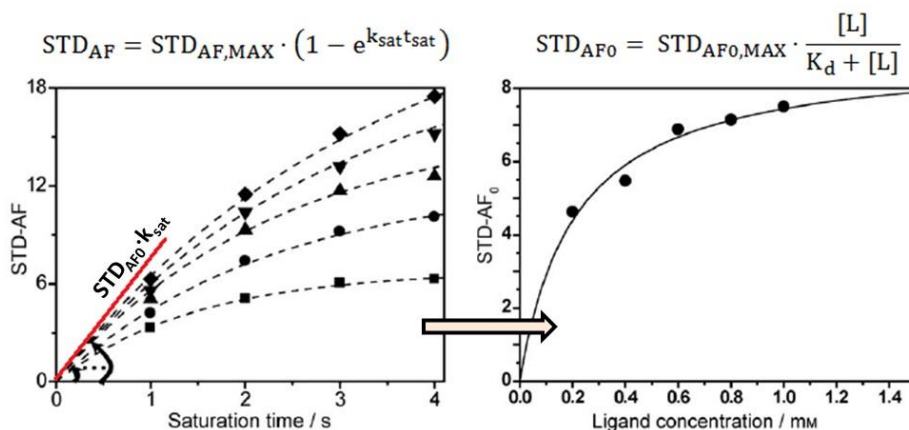 STD_AF = STD_AF,MAX · (1 − e^k_sat t_sat)
STD_AF0 = STD_AF0,MAX · [L] / K_d + [L]
18
12
6
0
STD-AF
STD_AF0·k_sat
0 1 2 3 4
Saturation time / s
8
6
4
2
0
STD-AF₀
0.0 0.2 0.4 0.6 0.8 1.0 1.2 1.4
Ligand concentration / mM